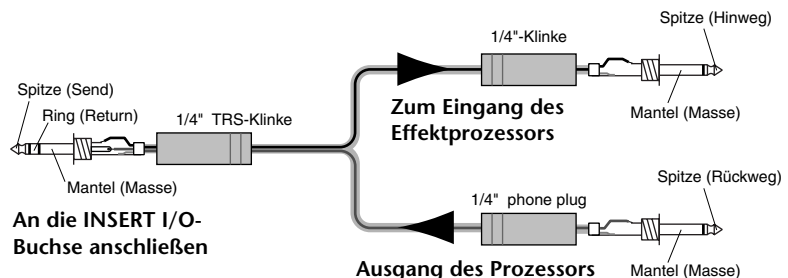 Spitze (Send)
Ring (Return)
1/4" TRS-Klinke
Mantel (Masse)
An die INSERT I/O-
Buchse anschließen
1/4"-Klinke
Spitze (Hinweg)
Zum Eingang des
Effektprozessors
Mantel (Masse)
1/4" phone plug
Spitze (Rückweg)
Ausgang des Prozessors
Mantel (Masse)